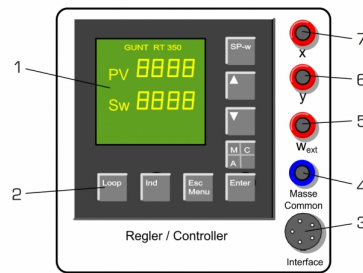 GUNT RT 350
PV 8888
Sw 8888
SP-w
▲
▼
M C
A
Loop
Ind
Esc
Menu
Enter
Regler / Controller
x
y
wext
Masse
Common
Interface
1
2
3
4
5
6
7